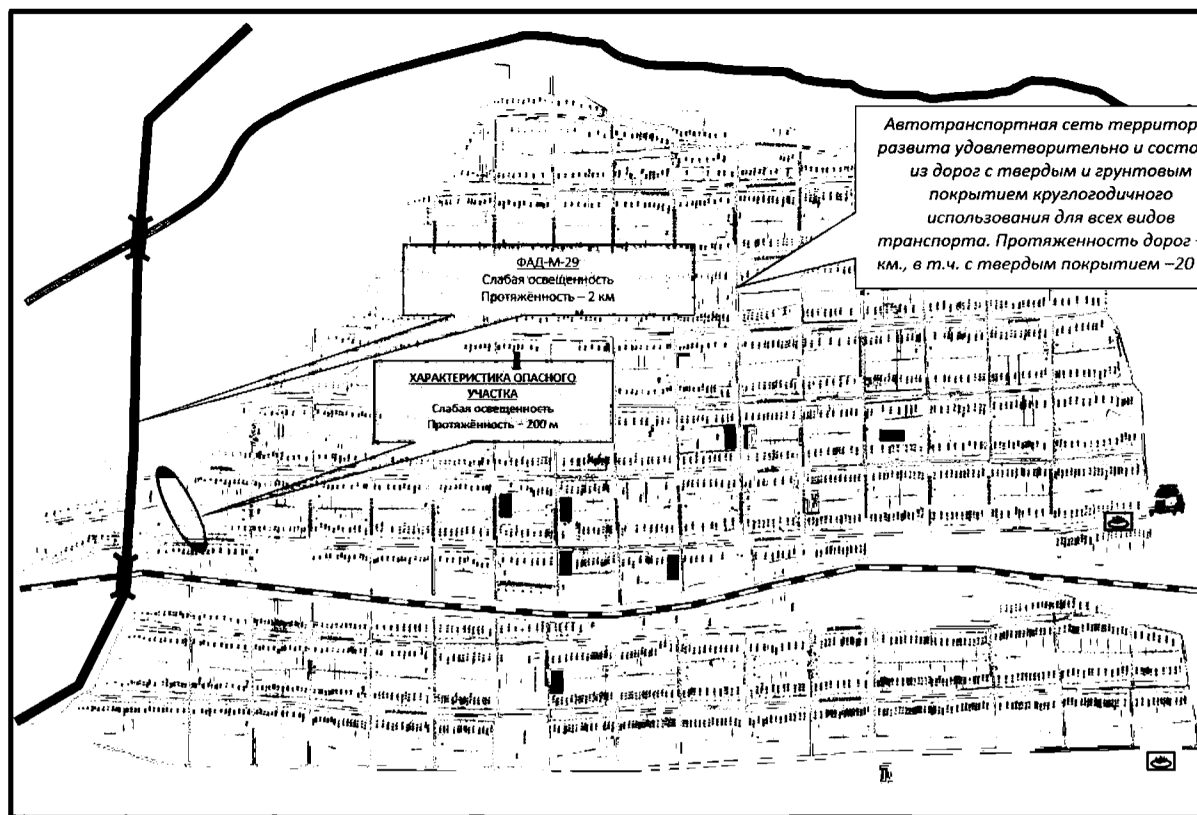 Автотранспортная сеть территор
развита удовлетворительно и состо
из дорог с твердым и грунтовым
покрытием круглогодичного
использования для всех видов
транспорта. Протяженность дорог –
км., в т.ч. с твердым покрытием –20
ФАД-М-29
Слабая освещенность
Протяжённость – 2 км
ХАРАКТЕРИСТИКА ОПАСНОГО
УЧАСТКА
Слабая освещенность
Протяжённость – 200 м